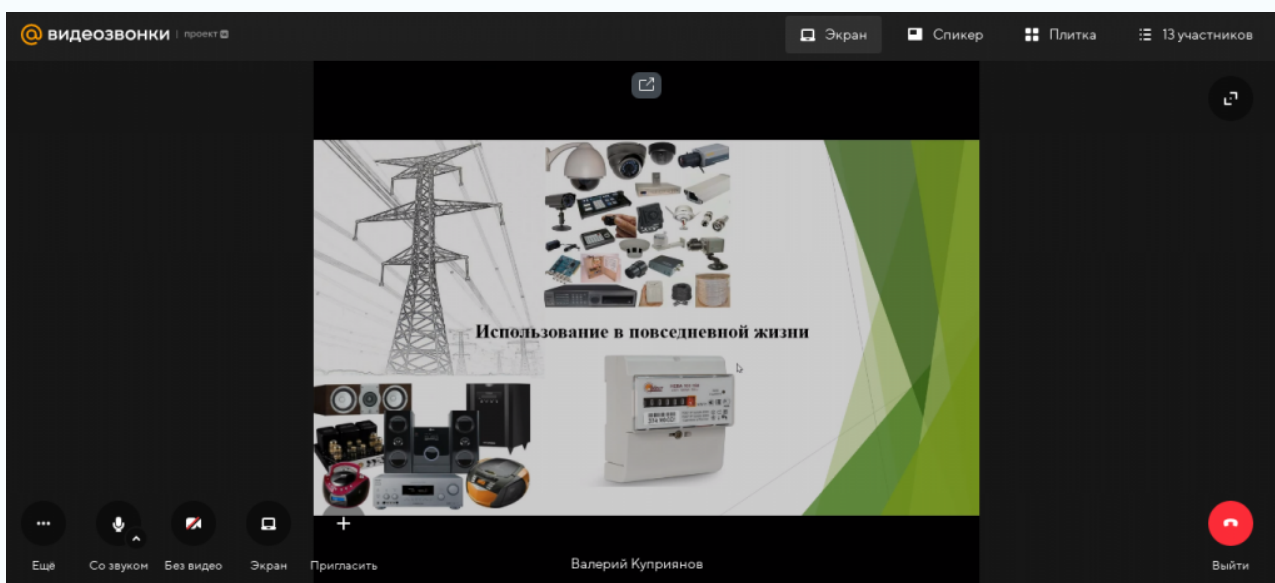 видеозвонки проект
Экран
Спикер
Плитка
13 участников
Использование в повседневной жизни
Ещё
Со звуком
Без видео
Экран
Пригласить
Валерий Куприянов
Выйти